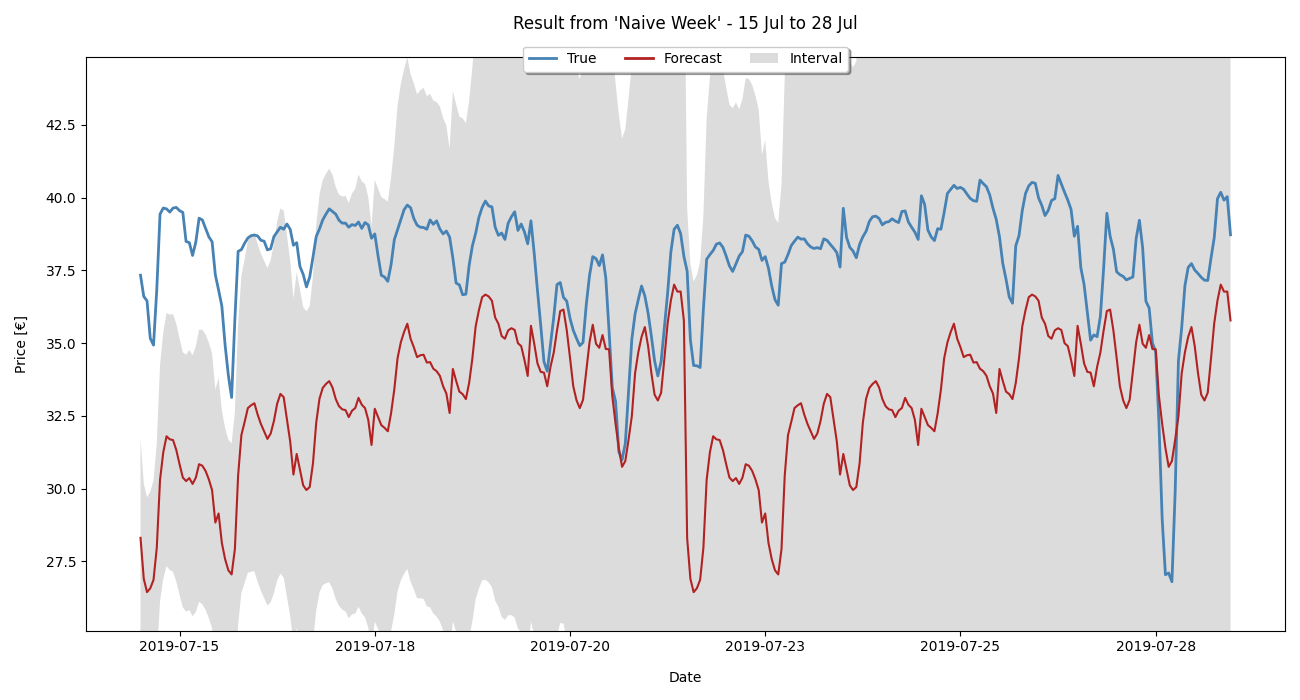 Result from 'Naive Week' - 15 Jul to 28 Jul
True Forecast Interval
42.5
40.0
37.5
35.0
32.5
30.0
27.5
Price [€]
2019-07-15 2019-07-18 2019-07-20 2019-07-23 2019-07-25 2019-07-28
Date